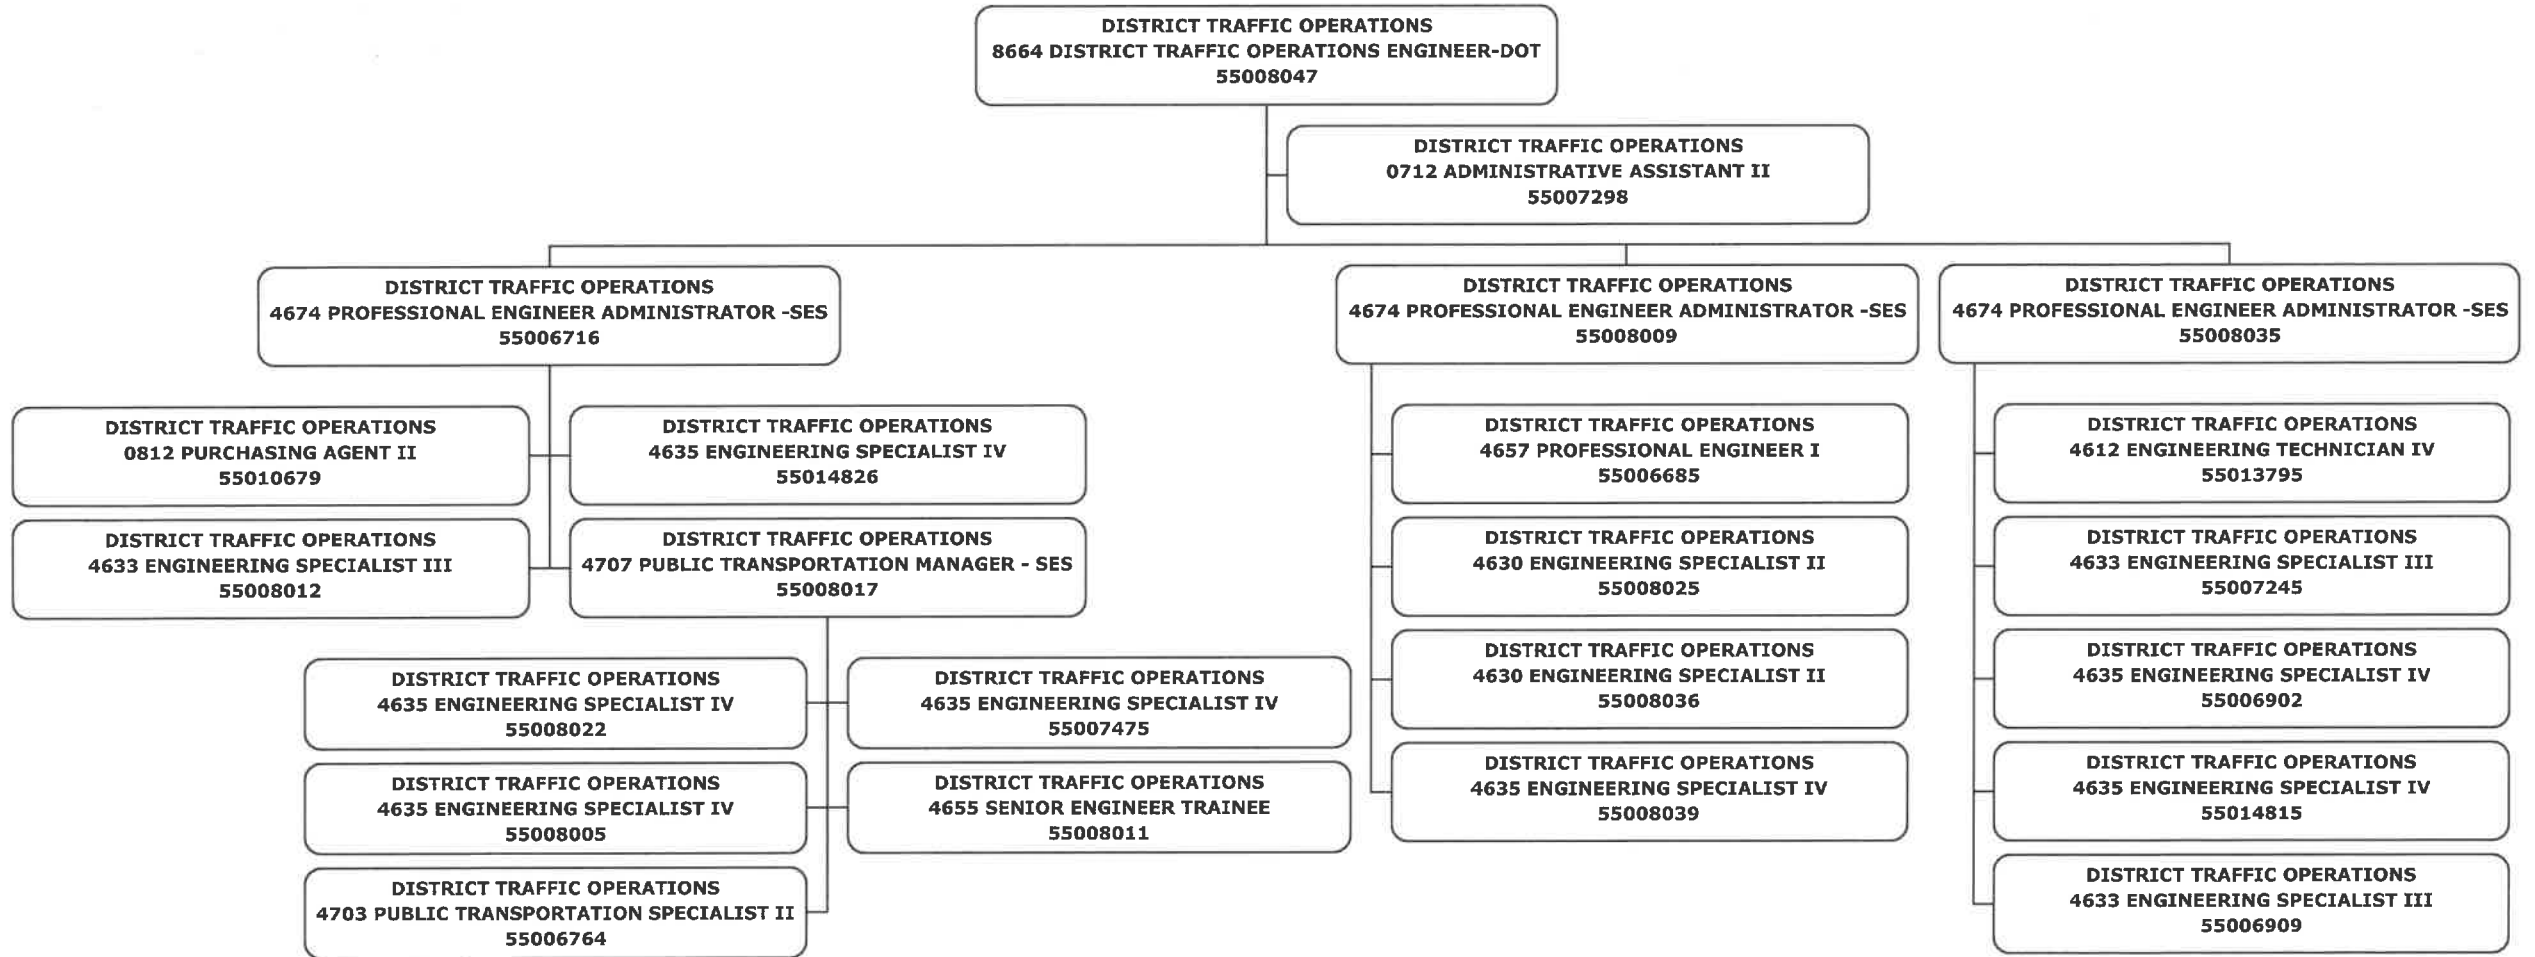 DISTRICT TRAFFIC OPERATIONS
8664 DISTRICT TRAFFIC OPERATIONS ENGINEER-DOT
55008047
DISTRICT TRAFFIC OPERATIONS
0712 ADMINISTRATIVE ASSISTANT II
55007298
DISTRICT TRAFFIC OPERATIONS
4674 PROFESSIONAL ENGINEER ADMINISTRATOR -SES
55006716
DISTRICT TRAFFIC OPERATIONS
4674 PROFESSIONAL ENGINEER ADMINISTRATOR -SES
55008009
DISTRICT TRAFFIC OPERATIONS
4674 PROFESSIONAL ENGINEER ADMINISTRATOR -SES
55008035
DISTRICT TRAFFIC OPERATIONS
0812 PURCHASING AGENT II
55010679
DISTRICT TRAFFIC OPERATIONS
4635 ENGINEERING SPECIALIST IV
55014826
DISTRICT TRAFFIC OPERATIONS
4633 ENGINEERING SPECIALIST III
55008012
DISTRICT TRAFFIC OPERATIONS
4707 PUBLIC TRANSPORTATION MANAGER - SES
55008017
DISTRICT TRAFFIC OPERATIONS
4635 ENGINEERING SPECIALIST IV
55008022
DISTRICT TRAFFIC OPERATIONS
4635 ENGINEERING SPECIALIST IV
55007475
DISTRICT TRAFFIC OPERATIONS
4635 ENGINEERING SPECIALIST IV
55008005
DISTRICT TRAFFIC OPERATIONS
4655 SENIOR ENGINEER TRAINEE
55008011
DISTRICT TRAFFIC OPERATIONS
4703 PUBLIC TRANSPORTATION SPECIALIST II
55006764
DISTRICT TRAFFIC OPERATIONS
4657 PROFESSIONAL ENGINEER I
55006685
DISTRICT TRAFFIC OPERATIONS
4630 ENGINEERING SPECIALIST II
55008025
DISTRICT TRAFFIC OPERATIONS
4630 ENGINEERING SPECIALIST II
55008036
DISTRICT TRAFFIC OPERATIONS
4635 ENGINEERING SPECIALIST IV
55008039
DISTRICT TRAFFIC OPERATIONS
4612 ENGINEERING TECHNICIAN IV
55013795
DISTRICT TRAFFIC OPERATIONS
4633 ENGINEERING SPECIALIST III
55007245
DISTRICT TRAFFIC OPERATIONS
4635 ENGINEERING SPECIALIST IV
55006902
DISTRICT TRAFFIC OPERATIONS
4635 ENGINEERING SPECIALIST IV
55014815
DISTRICT TRAFFIC OPERATIONS
4633 ENGINEERING SPECIALIST III
55006909